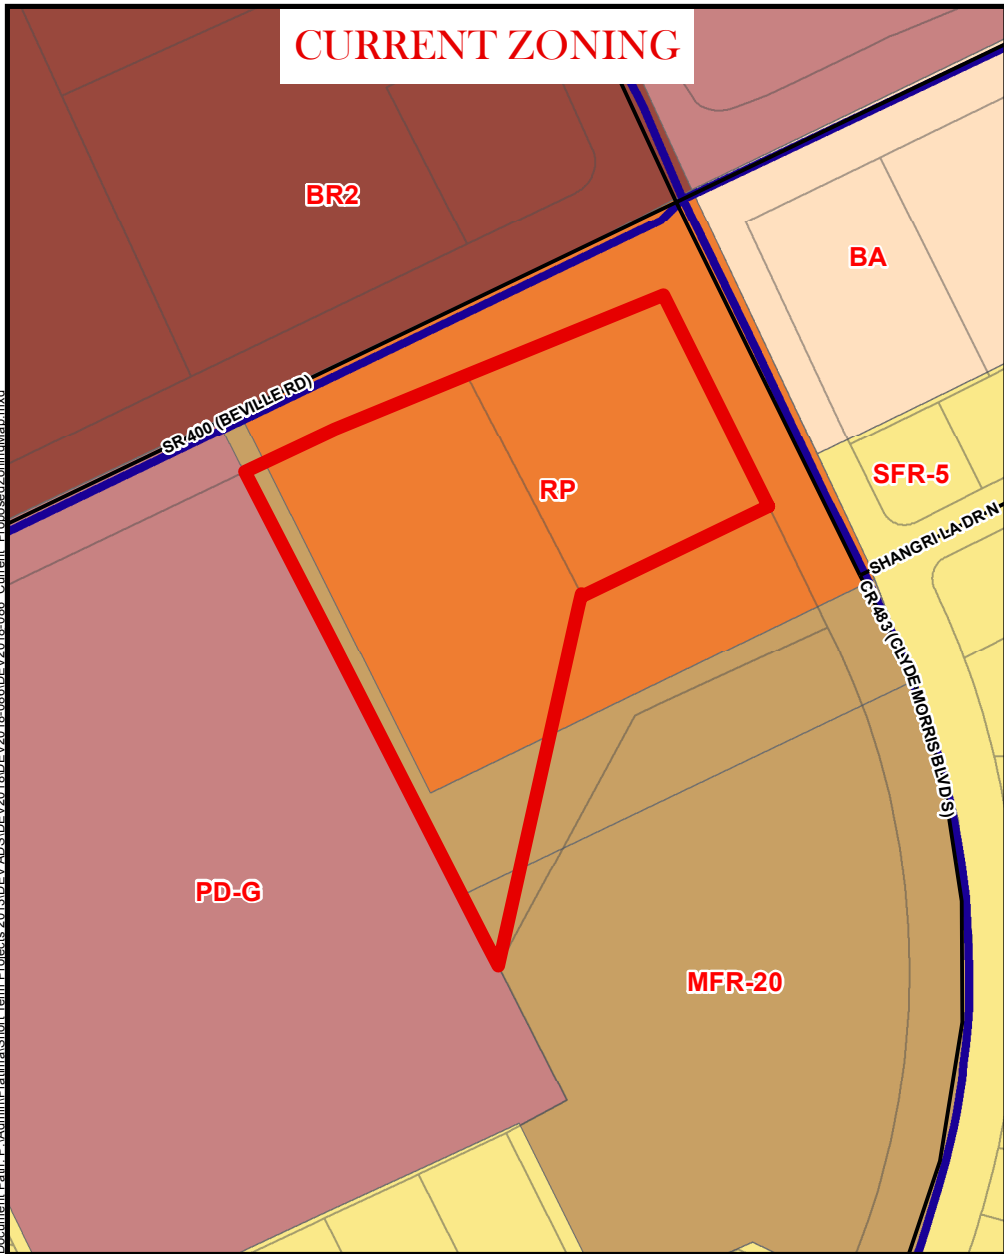 CURRENT ZONING
BR2
BA
SR 400 (BEVILLE RD)
RP
SFR-5
SHANGRI LA DR N
CR 483 (CLYDE MORRIS BLVD S)
PD-G
MFR-20